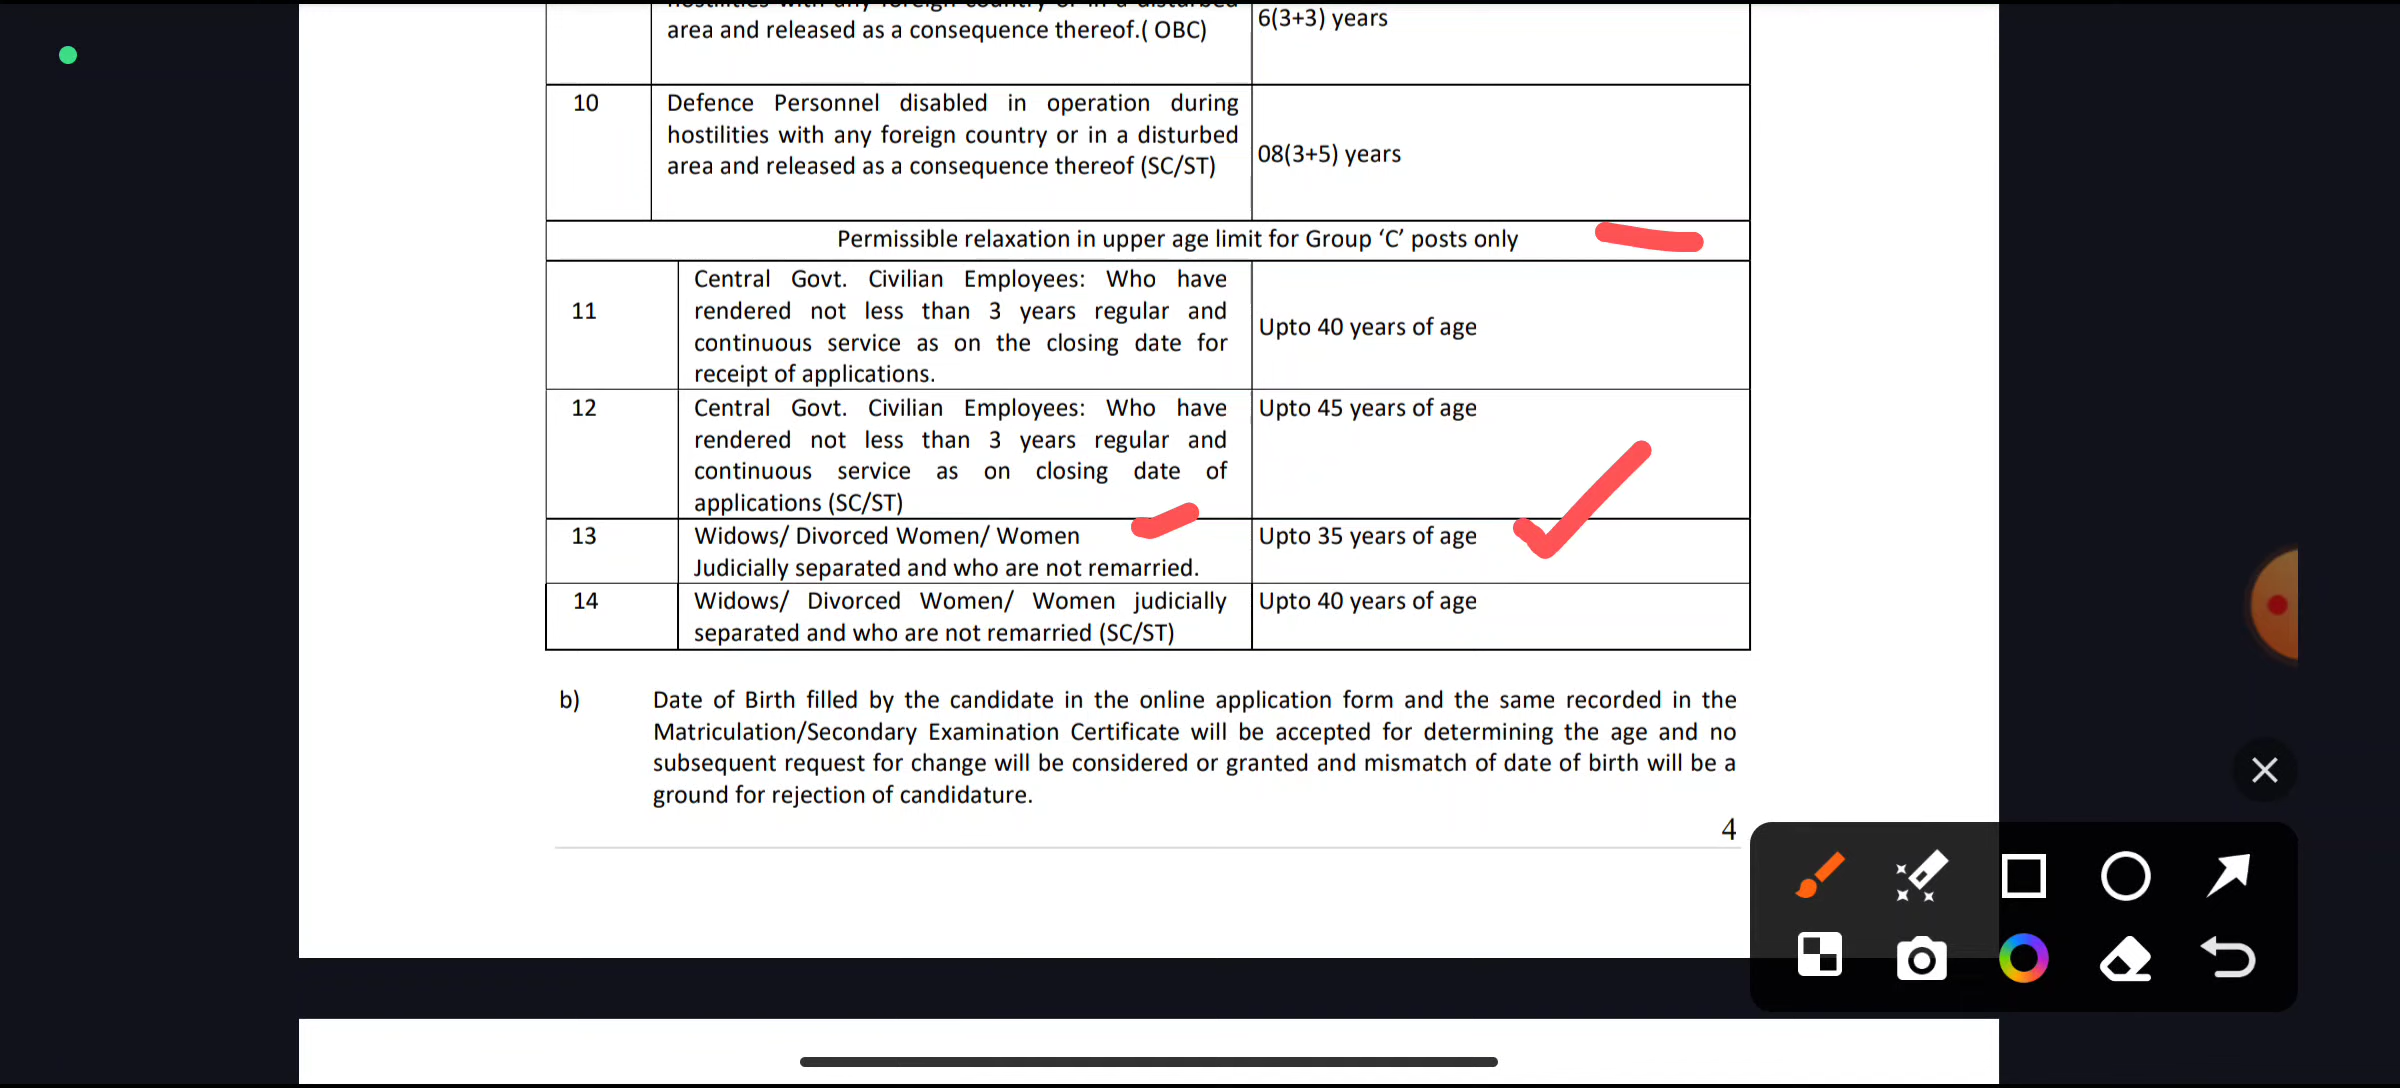 area and released as a consequence thereof.( OBC)
6(3+3) years
10
Defence Personnel disabled in operation during
hostilities with any foreign country or in a disturbed
area and released as a consequence thereof (SC/ST)
08(3+5) years
Permissible relaxation in upper age limit for Group ‘C’ posts only
11
Central Govt. Civilian Employees: Who have
rendered not less than 3 years regular and
continuous service as on the closing date for
receipt of applications.
Upto 40 years of age
12
Central Govt. Civilian Employees: Who have
rendered not less than 3 years regular and
continuous service as on closing date of
applications (SC/ST)
Upto 45 years of age
13
Widows/ Divorced Women/ Women
Judicially separated and who are not remarried.
Upto 35 years of age
14
Widows/ Divorced Women/ Women judicially
separated and who are not remarried (SC/ST)
Upto 40 years of age
b) Date of Birth filled by the candidate in the online application form and the same recorded in the
Matriculation/Secondary Examination Certificate will be accepted for determining the age and no
subsequent request for change will be considered or granted and mismatch of date of birth will be a
ground for rejection of candidature.
4